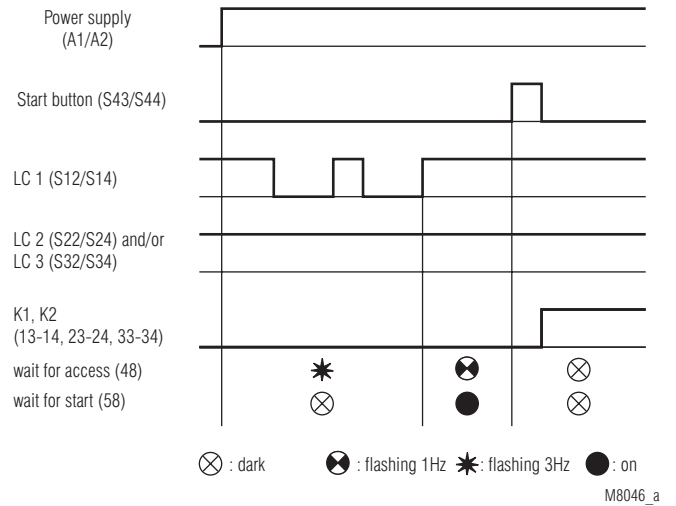 Power supply
(A1/A2)
Start button (S43/S44)
LC 1 (S12/S14)
LC 2 (S22/S24) and/or
LC 3 (S32/S34)
K1, K2
(13-14, 23-24, 33-34)
wait for access (48)
wait for start (58)
: dark : flashing 1Hz : flashing 3Hz : on
M8046_a